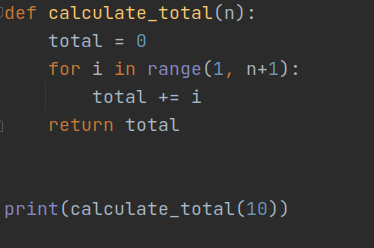 def calculate_total(n):
    total = 0
    for i in range(1, n+1):
        total += i
    return total
print(calculate_total(10))